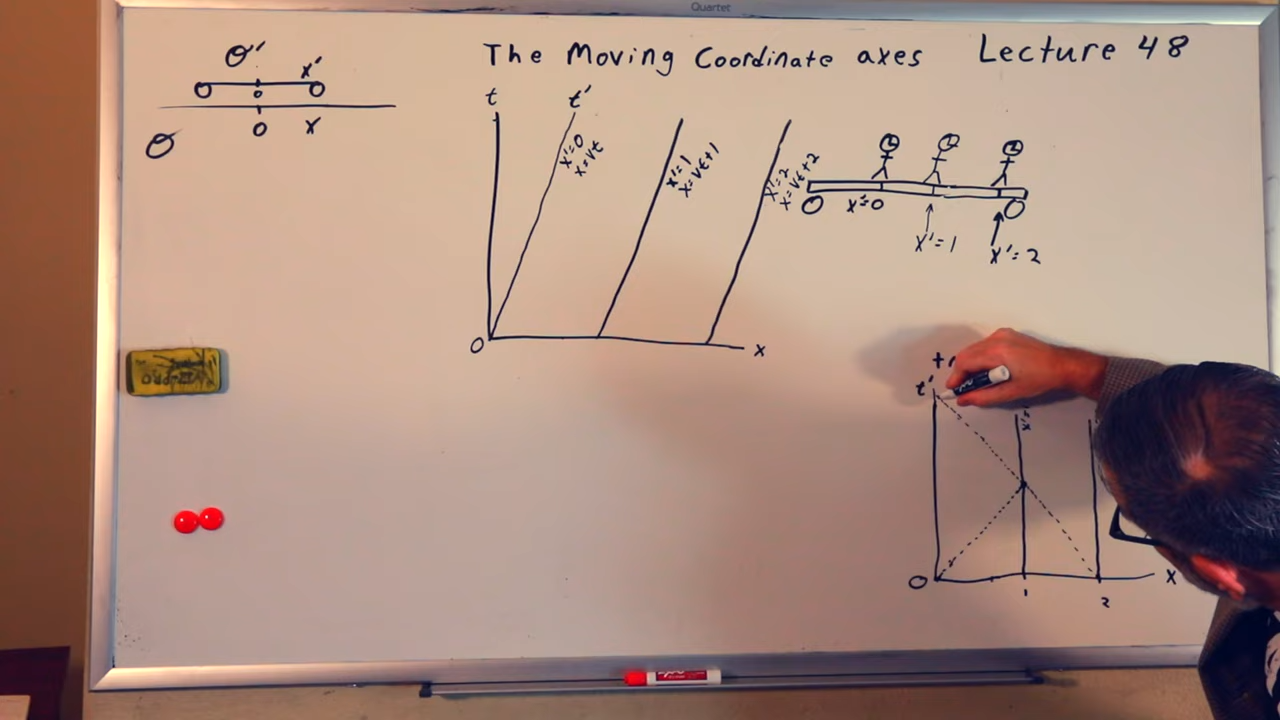 Quartet
The Moving Coordinate axes Lecture 48
O'
x'
o
O
0 x
t t'
x'=0
x=vt
x'=1
x=vt+1
x'=2
x=vt+2
O x
x'=0
x'=1
x'=2
t'
O x
1 2